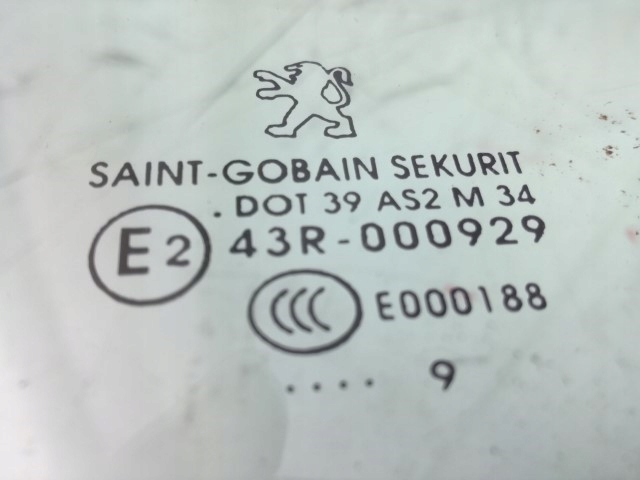 SAINT-GOBAIN SEKURIT
. DOT 39 AS2 M 34
E2 43R-000929
CCC E000188
.... 9